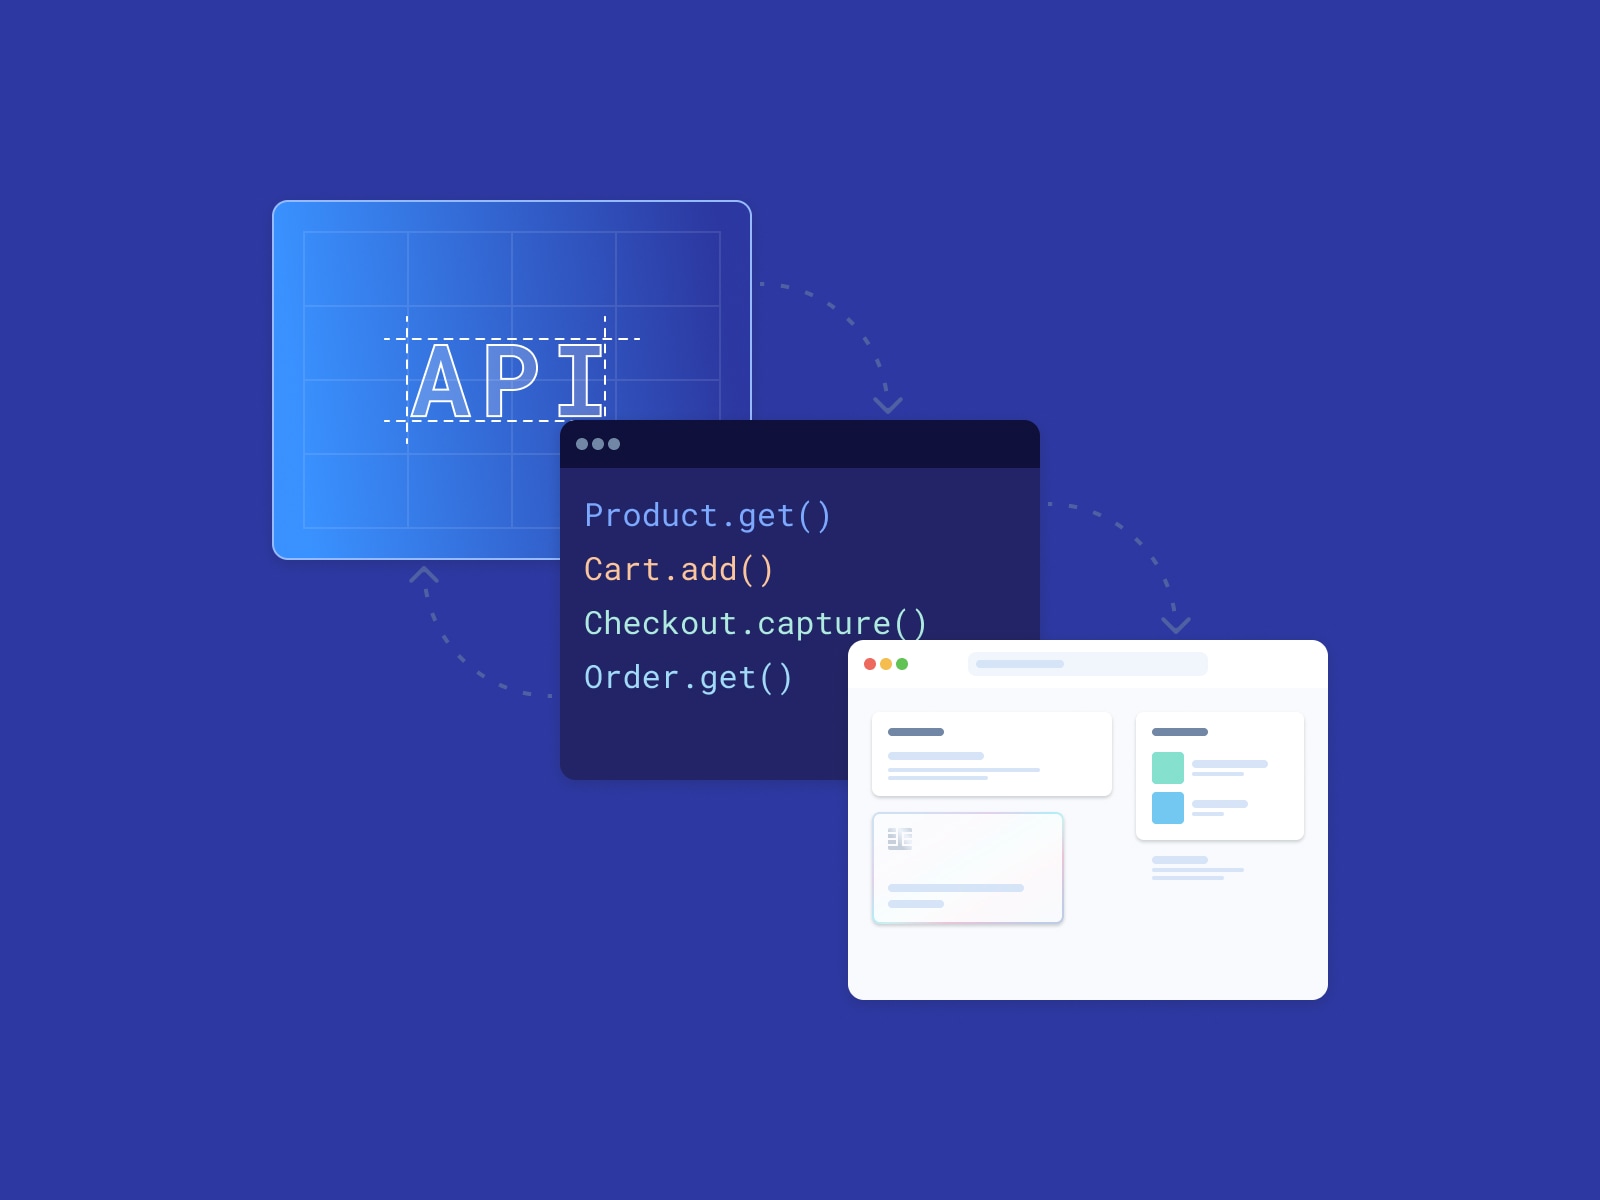 API
Product.get()
Cart.add()
Checkout.capture()
Order.get()